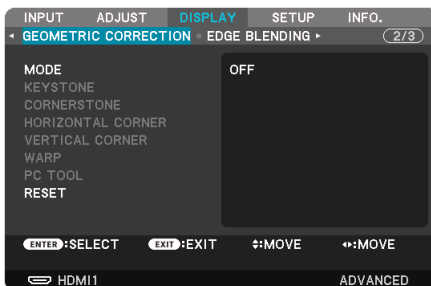 INPUT ADJUST DISPLAY SETUP INFO.
GEOMETRIC CORRECTION EDGE BLENDING 2/3
MODE OFF
KEYSTONE
CORNERSTONE
HORIZONTAL CORNER
VERTICAL CORNER
WARP
PC TOOL
RESET
ENTER:SELECT EXIT:EXIT :MOVE :MOVE
HDMI1 ADVANCED